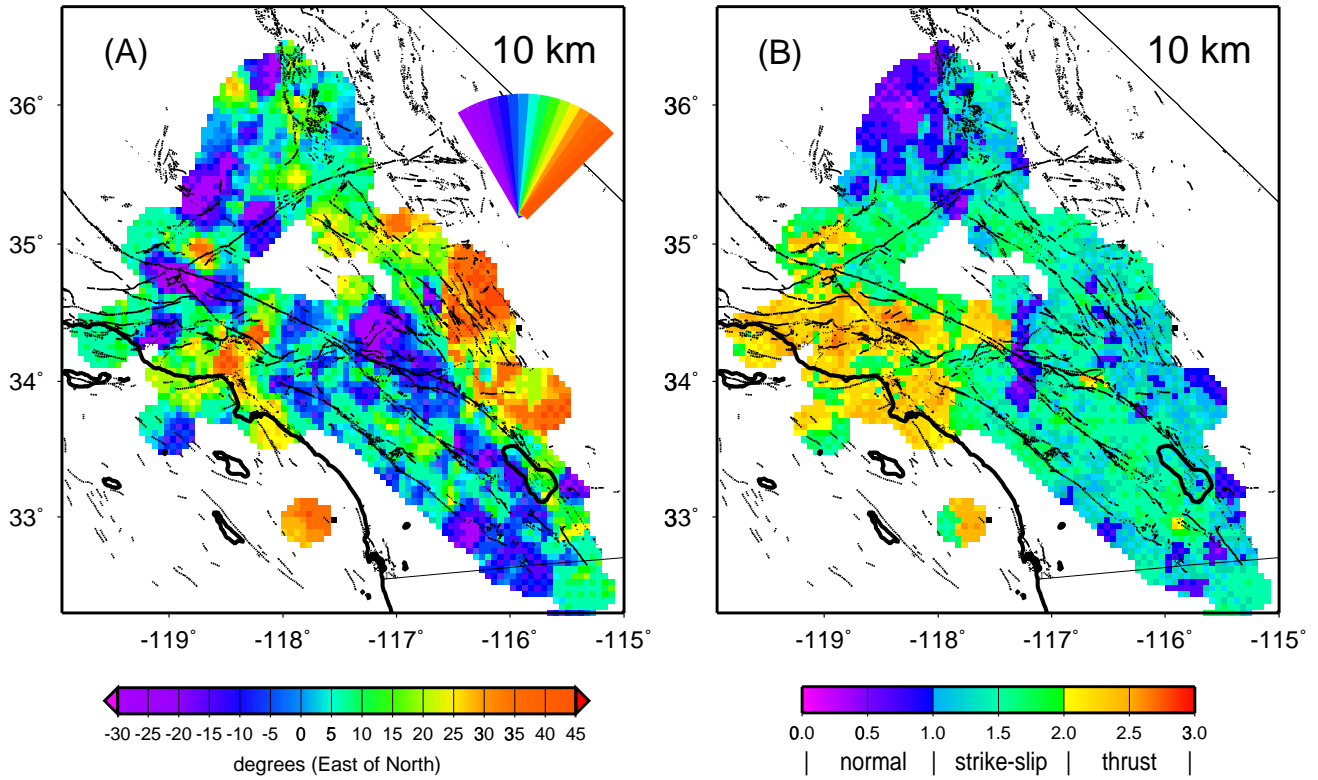 (A)
10 km
36°
35°
34°
33°
-119°
-118°
-117°
-116°
-115°
-30 -25 -20 -15 -10 -5 0 5 10 15 20 25 30 35 40 45
degrees (East of North)
(B)
10 km
36°
35°
34°
33°
-119°
-118°
-117°
-116°
-115°
0.0 0.5 1.0 1.5 2.0 2.5 3.0
| normal | strike-slip | thrust |